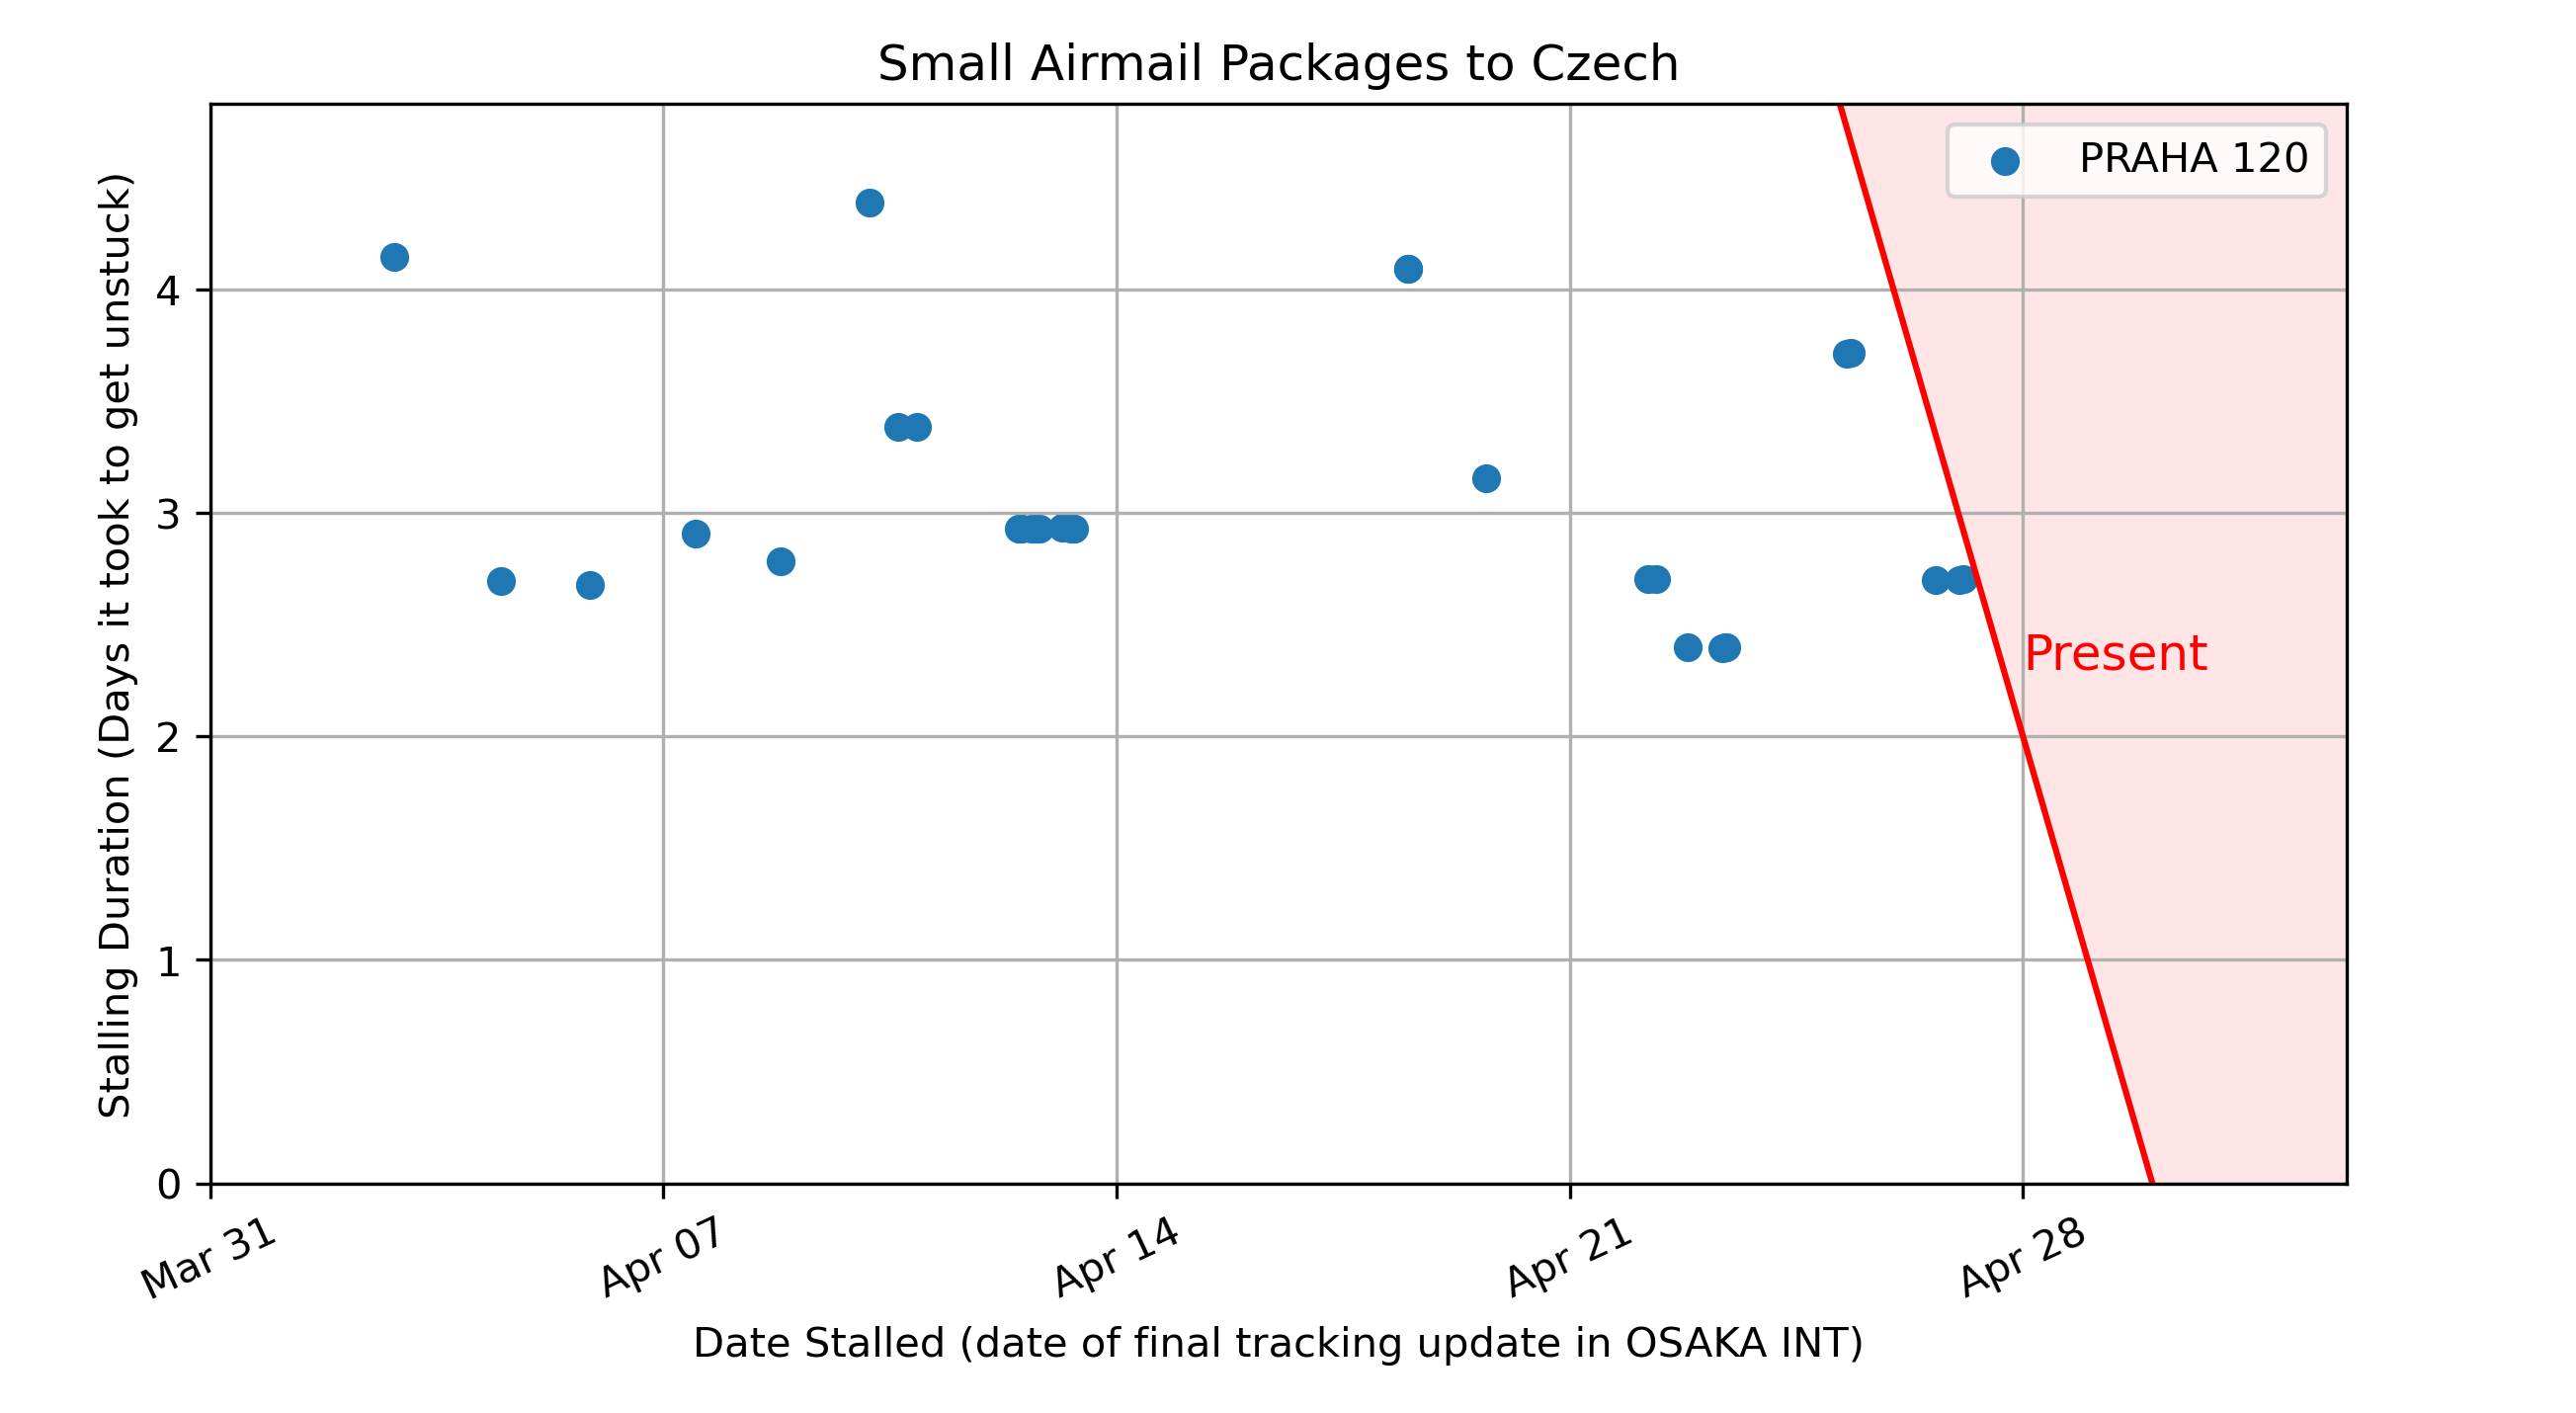 Small Airmail Packages to Czech
PRAHA 120
Present
Stalling Duration (Days it took to get unstuck)
4
3
2
1
0
Mar 31
Apr 07
Apr 14
Apr 21
Apr 28
Date Stalled (date of final tracking update in OSAKA INT)